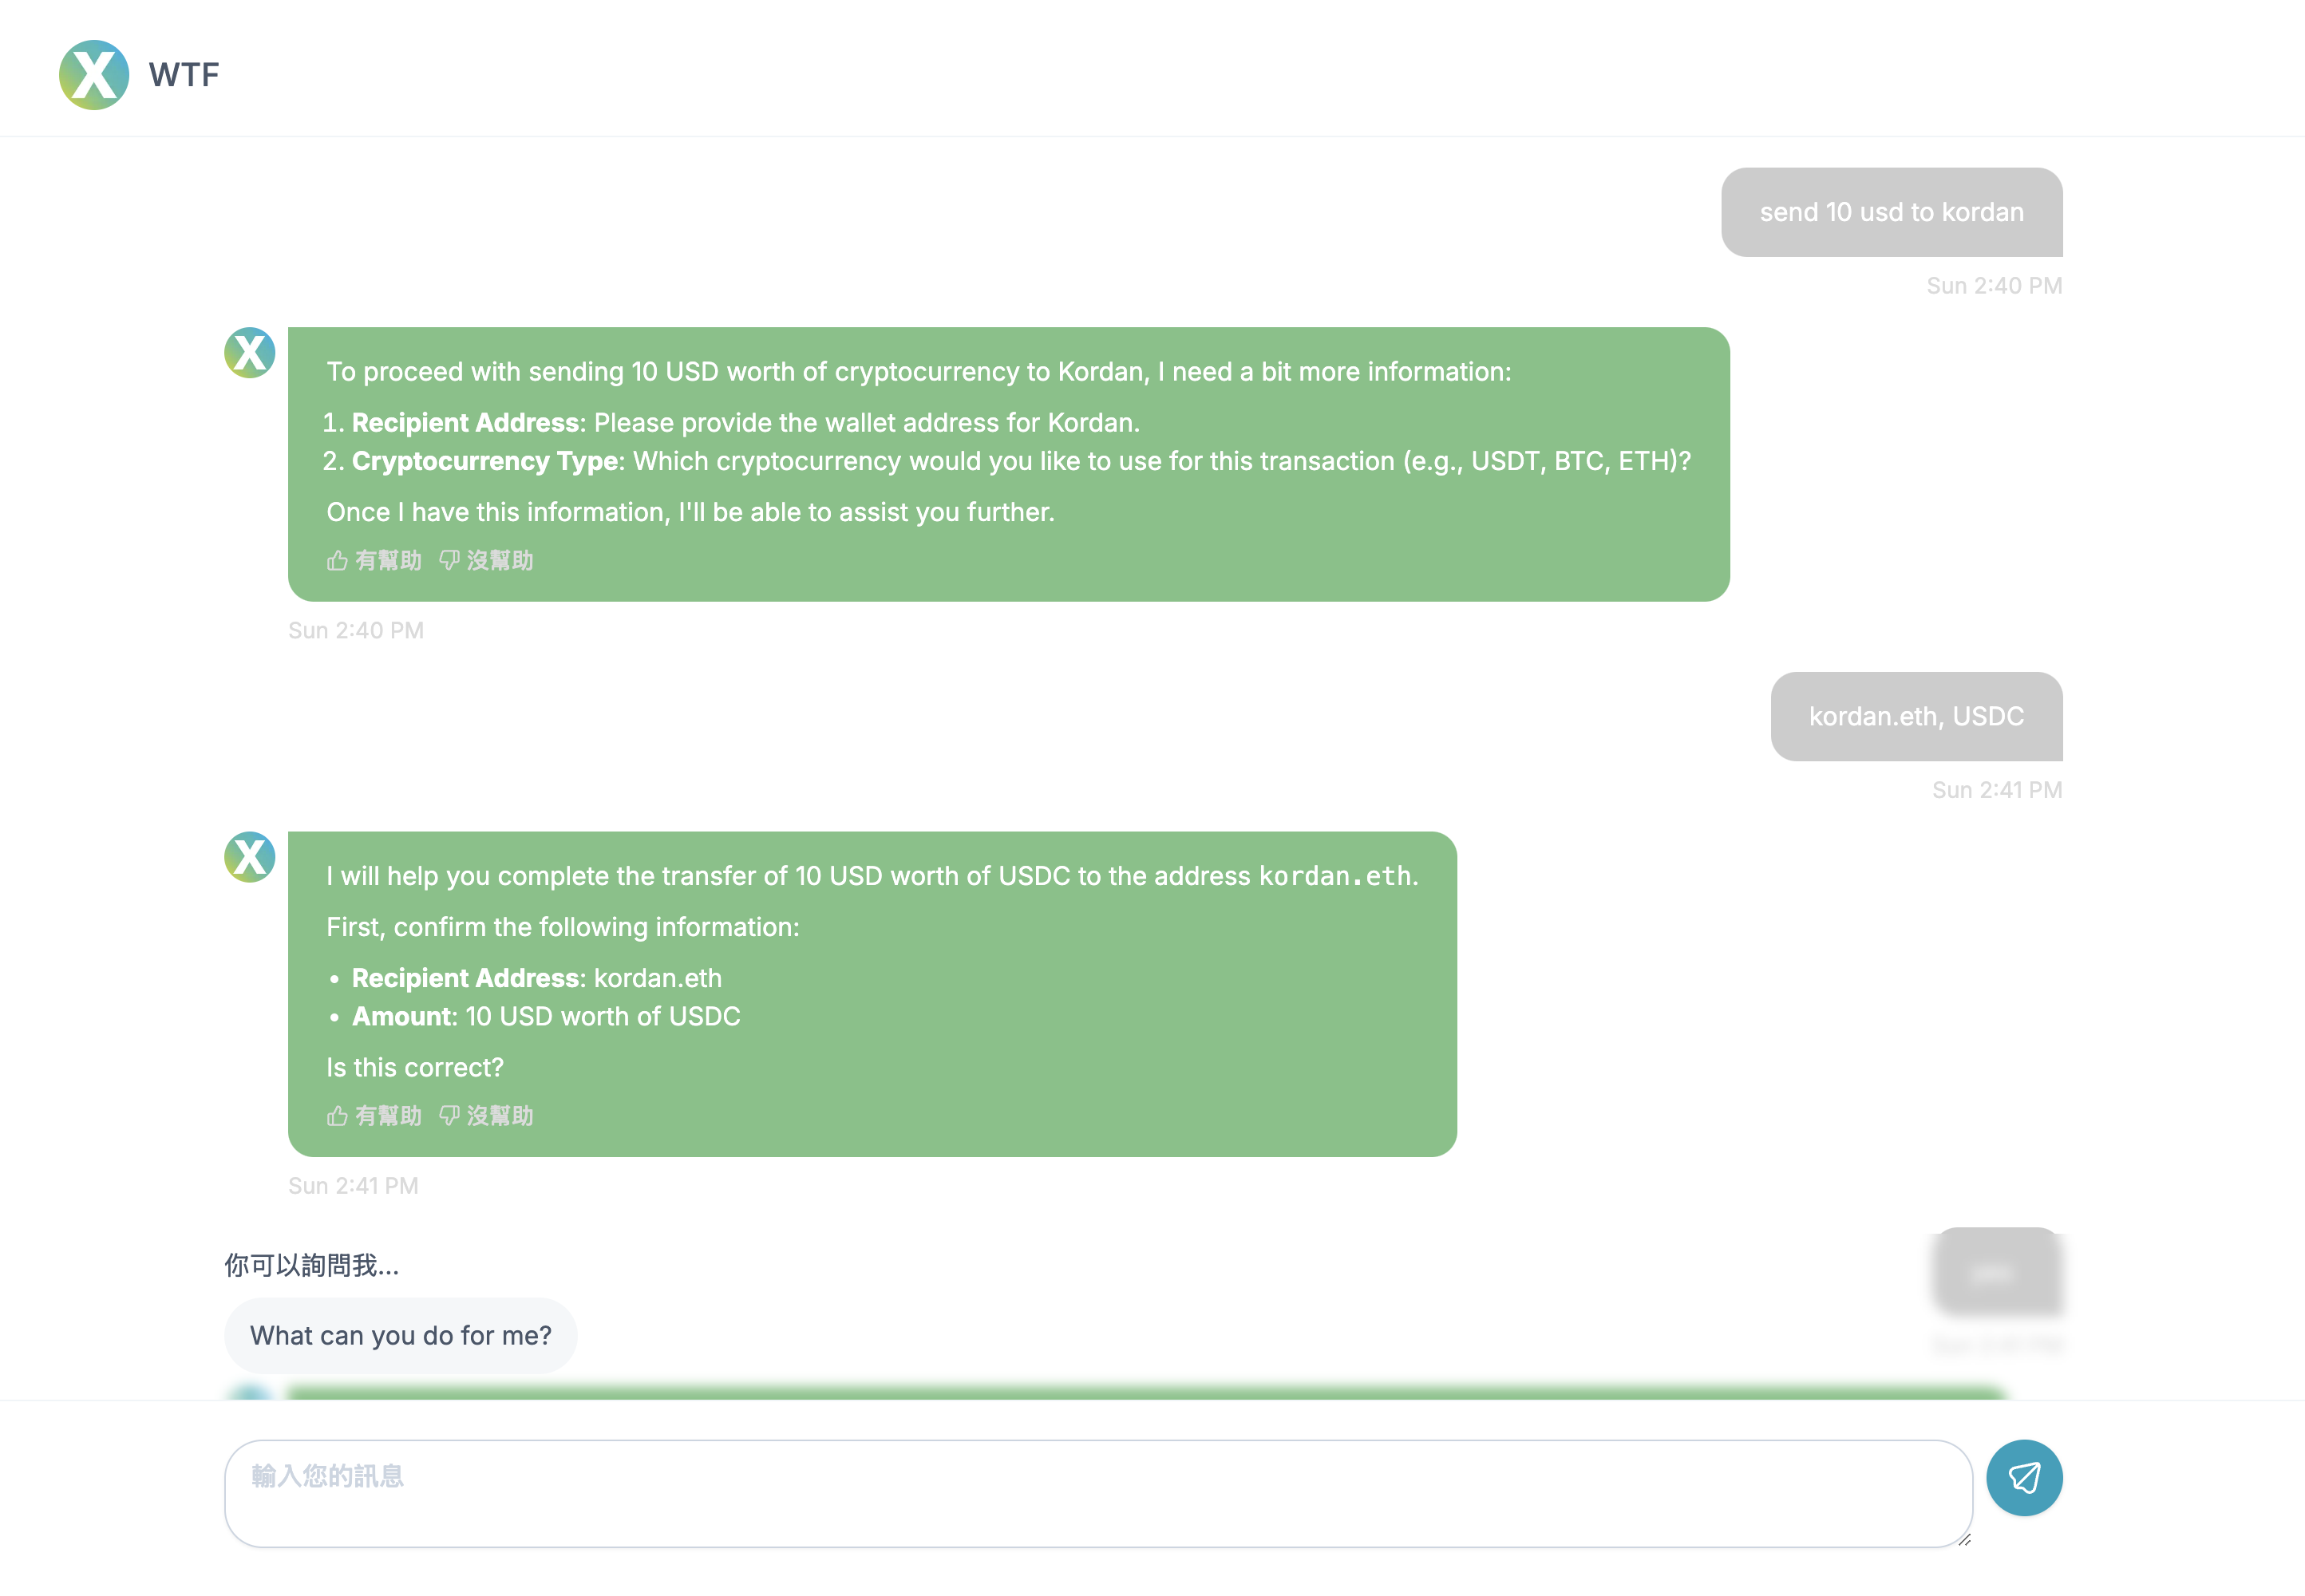 X WTF
send 10 usd to kordan
Sun 2:40 PM
X
To proceed with sending 10 USD worth of cryptocurrency to Kordan, I need a bit more information:
1. Recipient Address: Please provide the wallet address for Kordan.
2. Cryptocurrency Type: Which cryptocurrency would you like to use for this transaction (e.g., USDT, BTC, ETH)?
Once I have this information, I'll be able to assist you further.
有幫助 沒幫助
Sun 2:40 PM
kordan.eth, USDC
Sun 2:41 PM
X
I will help you complete the transfer of 10 USD worth of USDC to the address kordan.eth.
First, confirm the following information:
• Recipient Address: kordan.eth
• Amount: 10 USD worth of USDC
Is this correct?
有幫助 沒幫助
Sun 2:41 PM
你可以詢問我...
What can you do for me?
輸入您的訊息